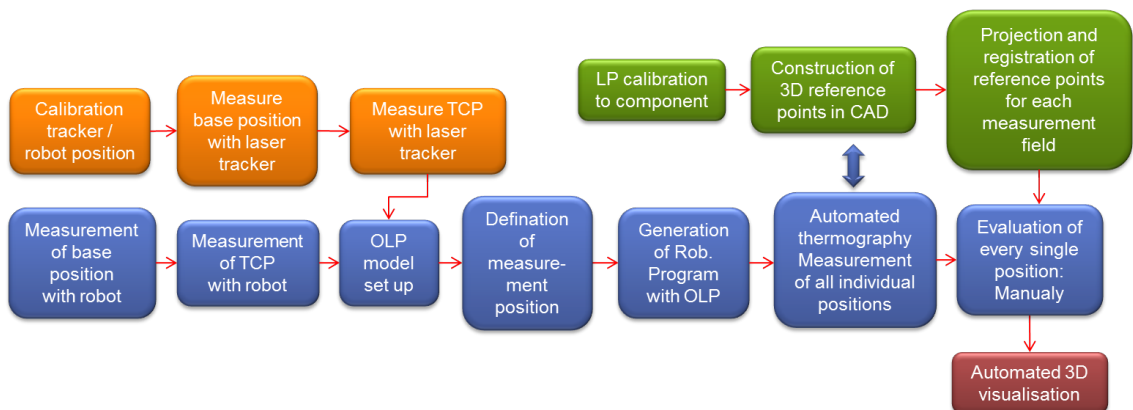 LP calibration
to component
Construction of
3D reference
points in CAD
Projection and
registration of
reference points
for each
measurement
field
Calibration
tracker /
robot position
Measure
base position
with laser
tracker
Measure TCP
with laser
tracker
Measurement
of base
position
with robot
Measurement
of TCP
with robot
OLP
model
set up
Defination
of
measure-
ment
position
Generation
of Rob.
Program
with OLP
Automated
thermography
Measurement
of all individual
positions
Evaluation of
every single
position:
Manualy
Automated 3D
visualisation